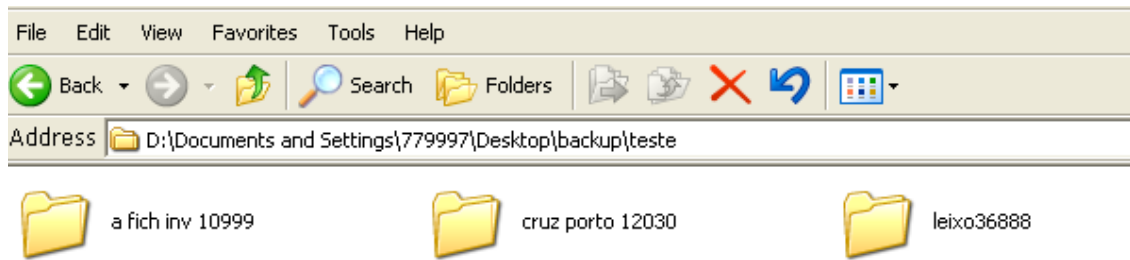 File Edit View Favorites Tools Help
Back Search Folders
Address D:\Documents and Settings\779997\Desktop\backup\teste
a fich inv 10999 cruz porto 12030 leixo36888